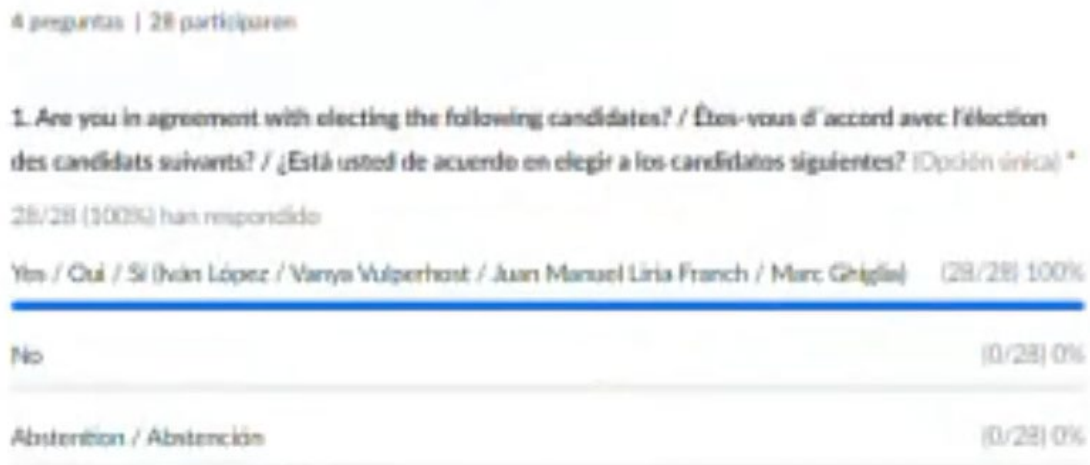 4 preguntas | 28 participaron
1. Are you in agreement with electing the following candidates? / Êtes-vous d'accord avec l'élection
des candidats suivants? / ¿Está usted de acuerdo en elegir a los candidatos siguientes? (Opción única) *
28/28 (100%) han respondido
Yes / Oui / Sí (Iván López / Vanya Vulperhost / Juan Manuel Liria Franch / Marc Ghiglia) (28/28) 100%
No (0/28) 0%
Abstention / Abstención (0/28) 0%